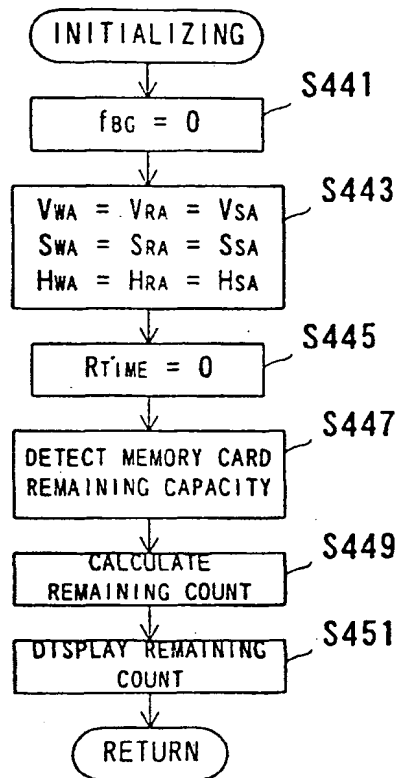 INITIALIZING
S441
fBG = 0
S443
VWA = VRA = VSA
SWA = SRA = SSA
HWA = HRA = HSA
S445
RTIME = 0
S447
DETECT MEMORY CARD
REMAINING CAPACITY
S449
CALCULATE
REMAINING COUNT
S451
DISPLAY REMAINING
COUNT
RETURN